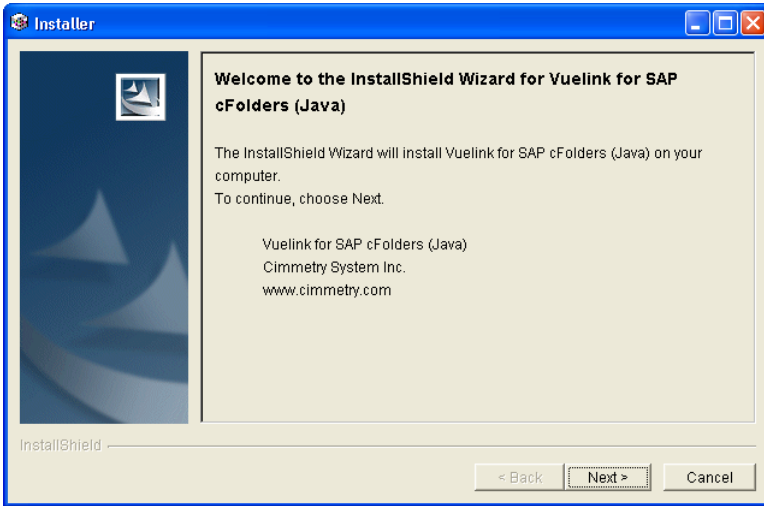 Installer
Welcome to the InstallShield Wizard for Vuelink for SAP
cFolders (Java)
The InstallShield Wizard will install Vuelink for SAP cFolders (Java) on your
computer.
To continue, choose Next.
Vuelink for SAP cFolders (Java)
Cimmetry System Inc.
www.cimmetry.com
InstallShield
< Back Next > Cancel